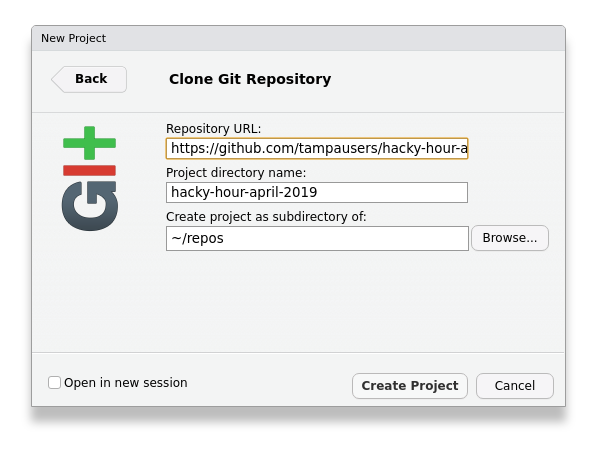 New Project
Back
Clone Git Repository
git
Repository URL:
https://github.com/tampausers/hacky-hour-a
Project directory name:
hacky-hour-april-2019
Create project as subdirectory of:
~/repos
Browse...
Open in new session
Create Project
Cancel